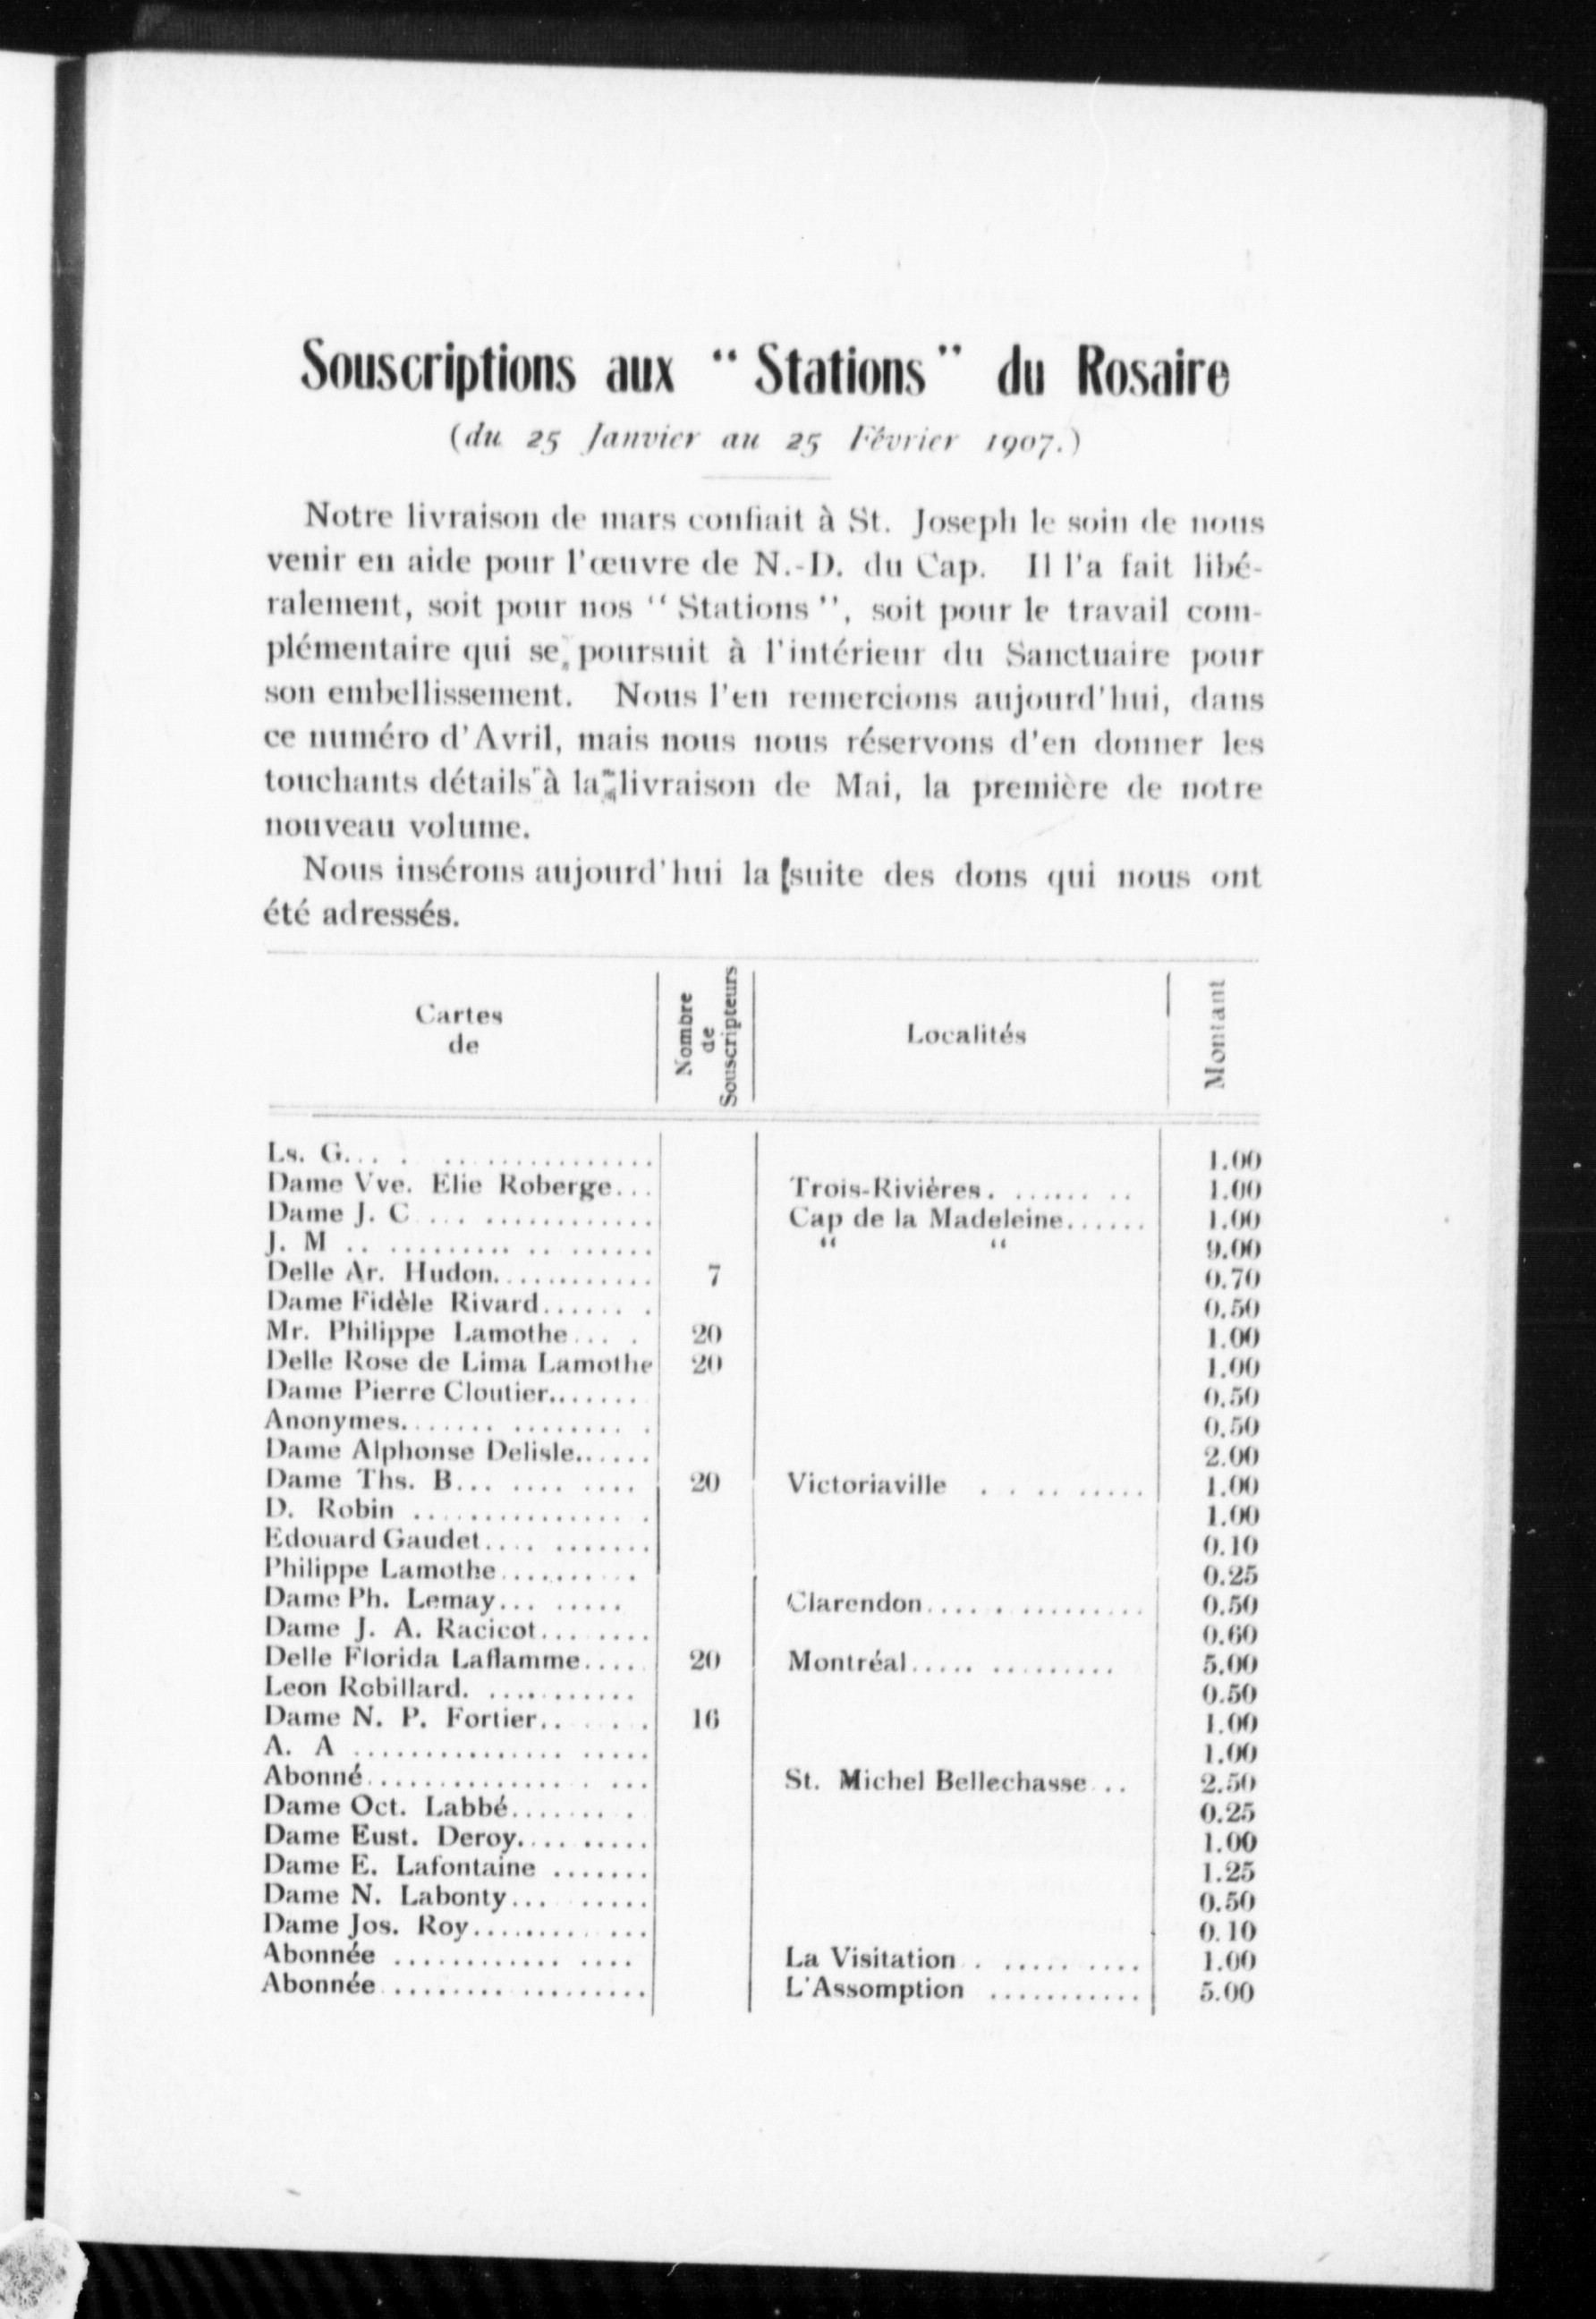 Souscriptions aux "Stations" du Rosaire
(du 25 Janvier au 25 Février 1907.)
Notre livraison de mars confiait à St. Joseph le soin de nous
venir en aide pour l'œuvre de N.-D. du Cap. Il l'a fait libé-
ralement, soit pour nos "Stations", soit pour le travail com-
plémentaire qui se poursuit à l'intérieur du Sanctuaire pour
son embellissement. Nous l'en remercions aujourd'hui, dans
ce numéro d'Avril, mais nous nous réservons d'en donner les
touchants détails à la livraison de Mai, la première de notre
nouveau volume.
Nous insérons aujourd'hui la [suite des dons qui nous ont
été adressés.
Cartes
de
Nombre
de
Souscripteurs
Localités
Montant
Ls. G. 1.00
Dame Vve. Elie Roberge... Trois-Rivières. 1.00
Dame J. C .... Cap de la Madeleine...... 1.00
J. M .. " " 9.00
Delle Ar. Hudon............ 7 0.70
Dame Fidèle Rivard...... . 0.50
Mr. Philippe Lamothe... . 20 1.00
Delle Rose de Lima Lamothe 20 1.00
Dame Pierre Cloutier....... 0.50
Anonymes....... ........ . 0.50
Dame Alphonse Delisle...... 2.00
Dame Ths. B... .... .... 20 Victoriaville . . .. ..... 1.00
D. Robin ................ . 1.00
Edouard Gaudet.... ....... 0.10
Philippe Lamothe.......... 0.25
Dame Ph. Lemay... ..... Clarendon.... . .......... 0.50
Dame J. A. Racicot... .... 0.60
Delle Florida Laflamme..... 20 Montréal..... ......... 5.00
Leon Robillard. ........... 0.50
Dame N. P. Fortier.. . . . 16 1.00
A. A ............... ..... 1.00
Abonné................ ... St. Michel Bellechasse... 2.50
Dame Oct. Labbé....... . 0.25
Dame Eust. Deroy.... ..... 1.00
Dame E. Lafontaine ....... 1.25
Dame N. Labonty... ..... 0.50
Dame Jos. Roy........ ... 0.10
Abonnée ............ .... La Visitation . ..... .... 1.00
Abonnée ........ ......... L'Assomption ........... 5.00